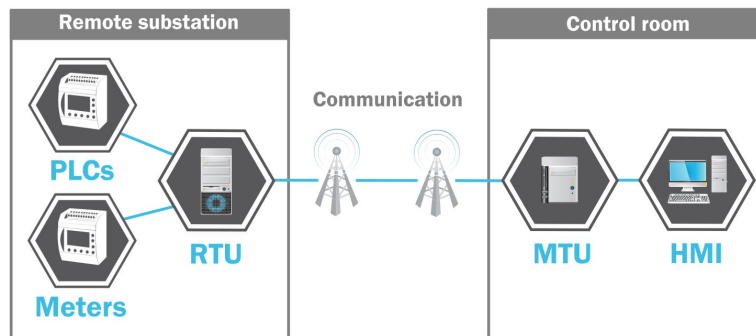 Remote substation
Control room
Communication
PLCs
RTU
Meters
MTU
HMI